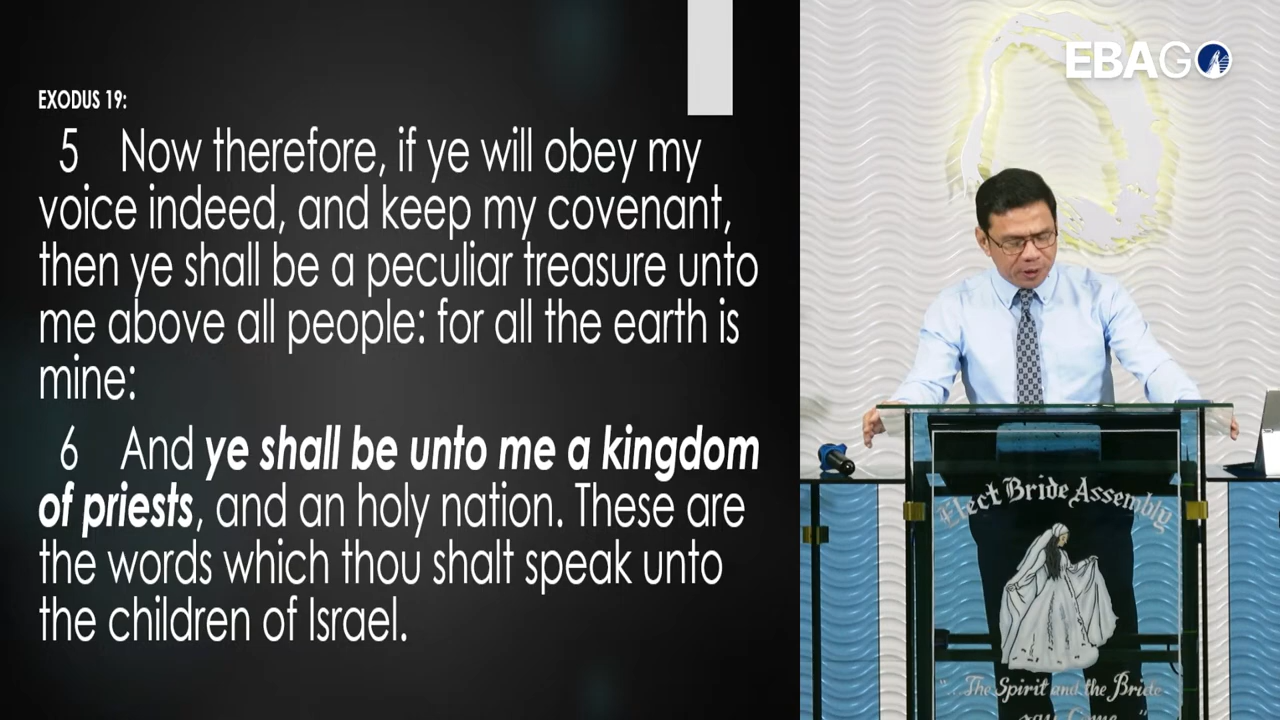 EXODUS 19:
5 Now therefore, if ye will obey my
voice indeed, and keep my covenant,
then ye shall be a peculiar treasure unto
me above all people: for all the earth is
mine:
6 And ye shall be unto me a kingdom
of priests, and an holy nation. These are
the words which thou shalt speak unto
the children of Israel.
EBAGO
Elect Bride Assembly
"...The Spirit and the Bride
say Come..."